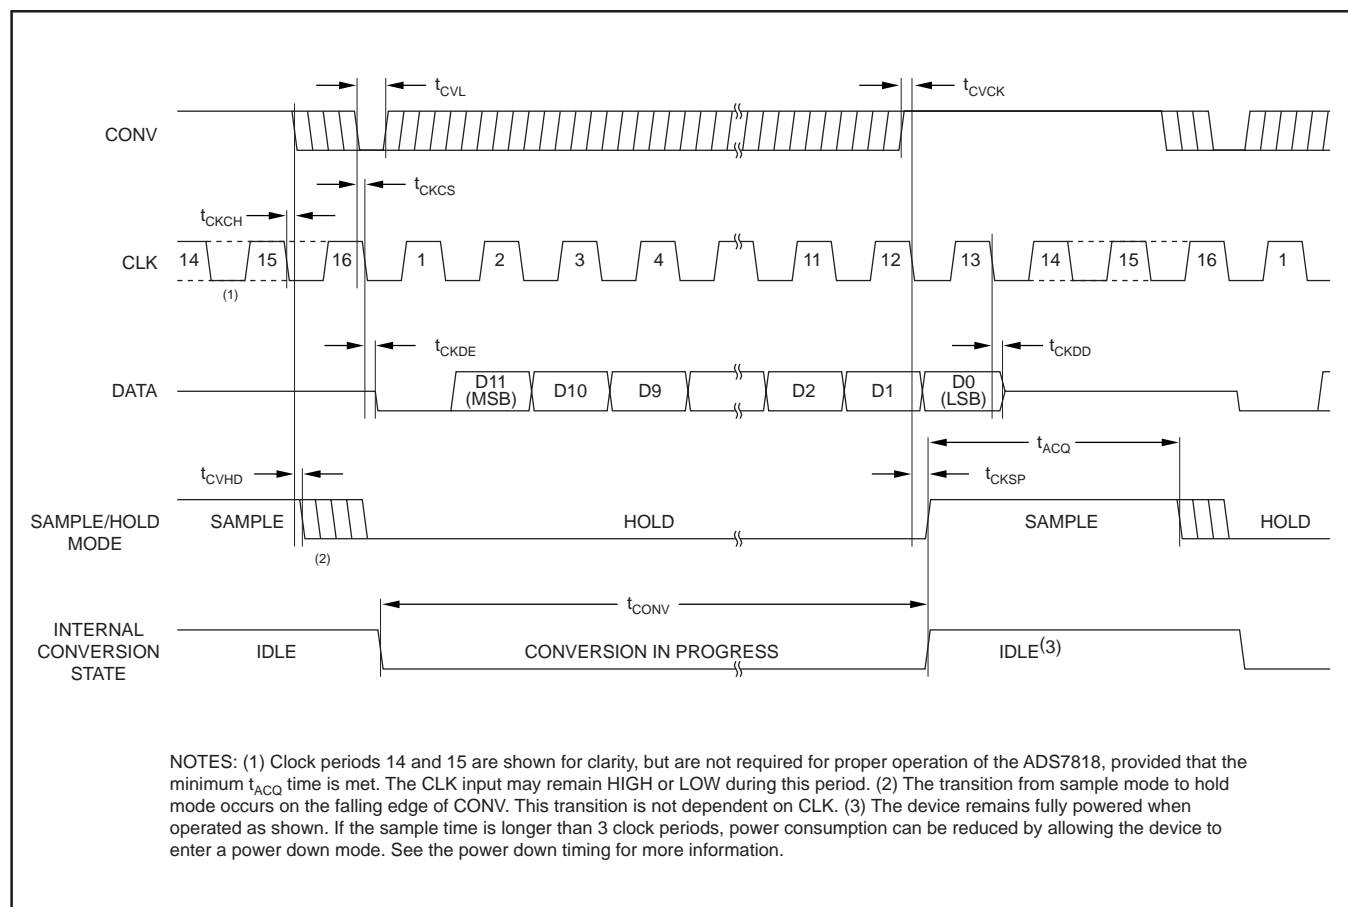 tCVL
tCVCK
CONV
tCKCS
tCKCH
CLK
14 15 16 1 2 3 4 11 12 13 14 15 16 1
(1)
tCKDE
tCKDD
DATA
D11 (MSB) D10 D9 D2 D1 D0 (LSB)
tACQ
tCVHD
tCKSP
SAMPLE/HOLD
MODE
SAMPLE HOLD SAMPLE HOLD
(2)
tCONV
INTERNAL
CONVERSION
STATE
IDLE CONVERSION IN PROGRESS IDLE(3)
NOTES: (1) Clock periods 14 and 15 are shown for clarity, but are not required for proper operation of the ADS7818, provided that the
minimum tACQ time is met. The CLK input may remain HIGH or LOW during this period. (2) The transition from sample mode to hold
mode occurs on the falling edge of CONV. This transition is not dependent on CLK. (3) The device remains fully powered when
operated as shown. If the sample time is longer than 3 clock periods, power consumption can be reduced by allowing the device to
enter a power down mode. See the power down timing for more information.